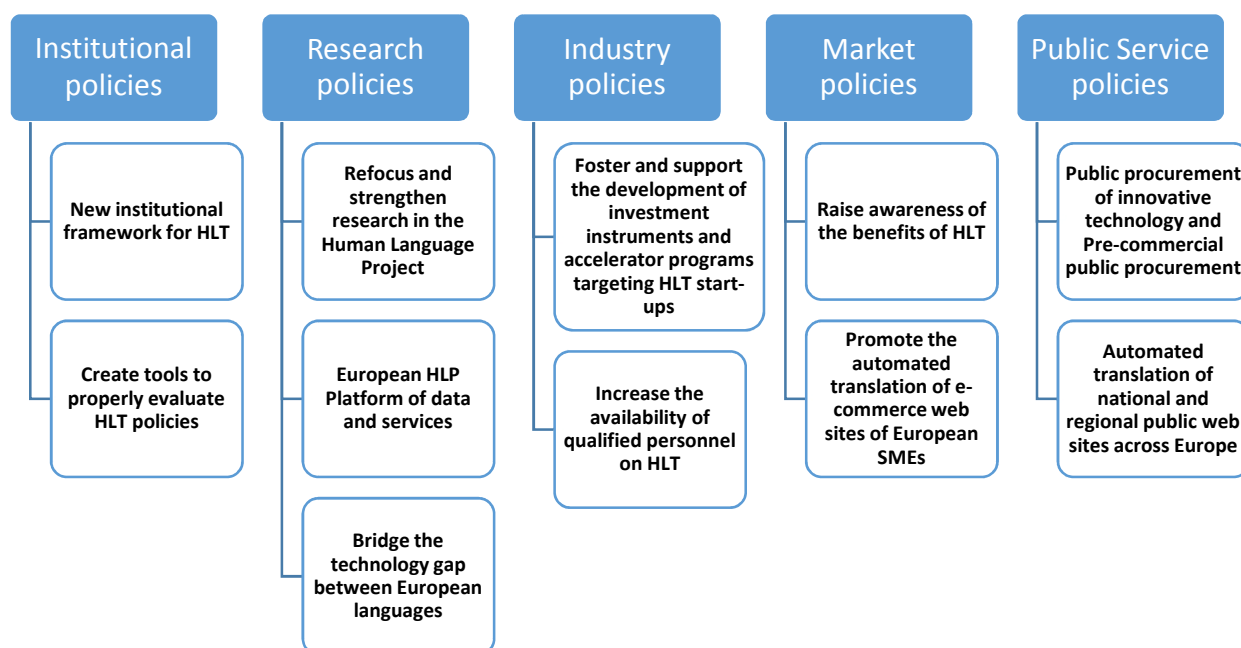 Institutional
policies
New institutional
framework for HLT
Create tools to
properly evaluate
HLT policies
Research
policies
Refocus and
strengthen
research in the
Human Language
Project
European HLP
Platform of data
and services
Bridge the
technology gap
between European
languages
Industry
policies
Foster and support
the development of
investment
instruments and
accelerator programs
targeting HLT start-
ups
Increase the
availability of
qualified personnel
on HLT
Market
policies
Raise awareness of
the benefits of HLT
Promote the
automated
translation of e-
commerce web
sites of European
SMEs
Public Service
policies
Public procurement
of innovative
technology and
Pre-commercial
public procurement
Automated
translation of
national and
regional public web
sites across Europe